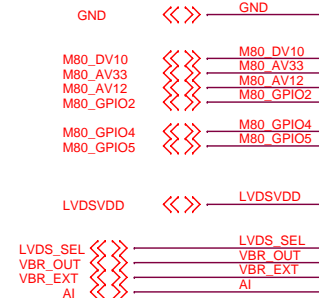 GND GND
M80_DV10 M80_DV10
M80_AV33 M80_AV33
M80_AV12 M80_AV12
M80_GPIO2 M80_GPIO2
M80_GPIO4 M80_GPIO4
M80_GPIO5 M80_GPIO5
LVDSVDD LVDSVDD
LVDS_SEL LVDS_SEL
VBR_OUT VBR_OUT
VBR_EXT VBR_EXT
AI AI